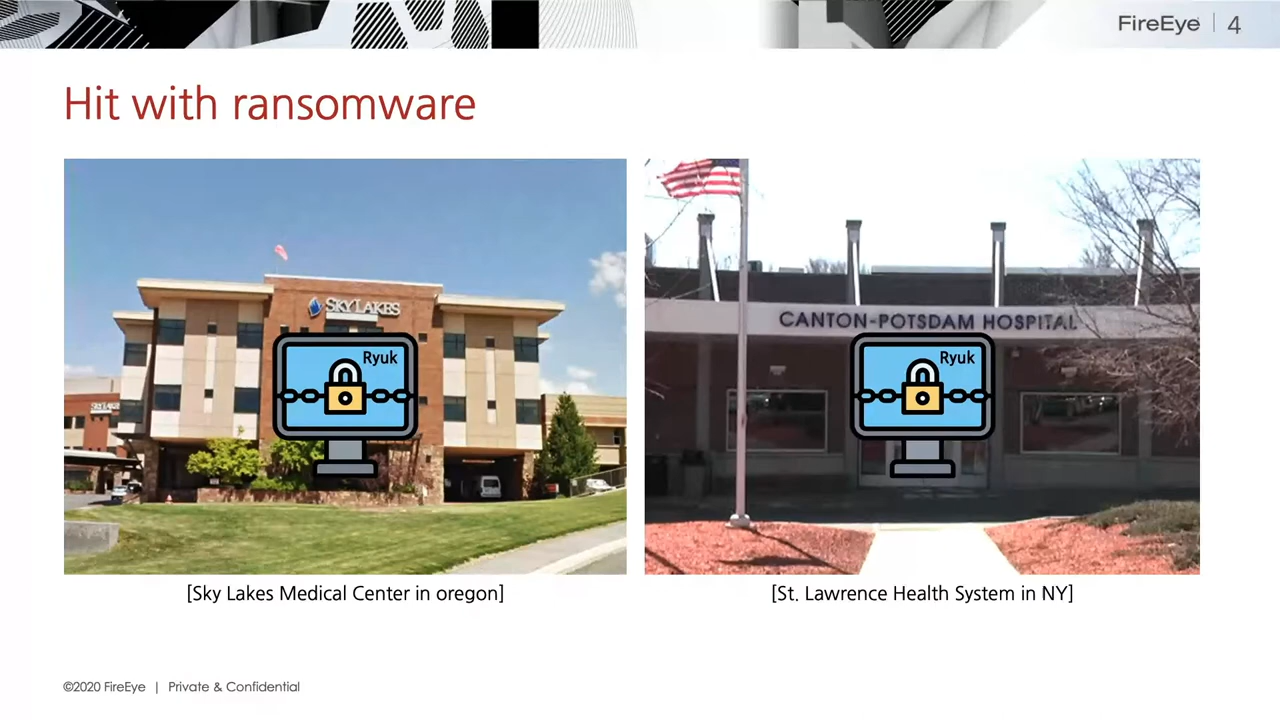 FireEye | 4
Hit with ransomware
SKY LAKES
Ryuk
CANTON-POTSDAM HOSPITAL
Ryuk
[Sky Lakes Medical Center in oregon]
[St. Lawrence Health System in NY]
©2020 FireEye | Private & Confidential